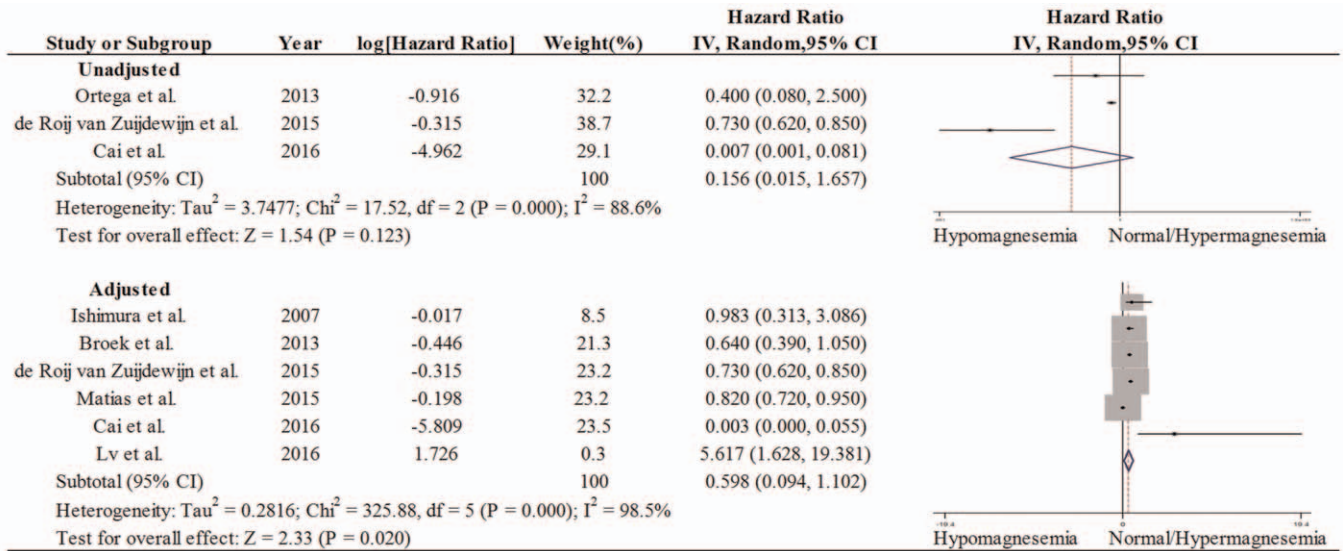 Hazard Ratio Hazard Ratio
Study or Subgroup Year log[Hazard Ratio] Weight(%) IV, Random,95% CI IV, Random,95% CI
Unadjusted
Ortega et al. 2013 -0.916 32.2 0.400 (0.080, 2.500)
de Roij van Zuijdewijn et al. 2015 -0.315 38.7 0.730 (0.620, 0.850)
Cai et al. 2016 -4.962 29.1 0.007 (0.001, 0.081)
Subtotal (95% CI) 100 0.156 (0.015, 1.657)
Heterogeneity: Tau² = 3.7477; Chi² = 17.52, df = 2 (P = 0.000); I² = 88.6%
Test for overall effect: Z = 1.54 (P = 0.123)
Hypomagnesemia Normal/Hypermagnesemia
Adjusted
Ishimura et al. 2007 -0.017 8.5 0.983 (0.313, 3.086)
Broek et al. 2013 -0.446 21.3 0.640 (0.390, 1.050)
de Roij van Zuijdewijn et al. 2015 -0.315 23.2 0.730 (0.620, 0.850)
Matias et al. 2015 -0.198 23.2 0.820 (0.720, 0.950)
Cai et al. 2016 -5.809 23.5 0.003 (0.000, 0.055)
Lv et al. 2016 1.726 0.3 5.617 (1.628, 19.381)
Subtotal (95% CI) 100 0.598 (0.094, 1.102)
Heterogeneity: Tau² = 0.2816; Chi² = 325.88, df = 5 (P = 0.000); I² = 98.5%
-19.4 0 19.4
Test for overall effect: Z = 2.33 (P = 0.020)
Hypomagnesemia Normal/Hypermagnesemia